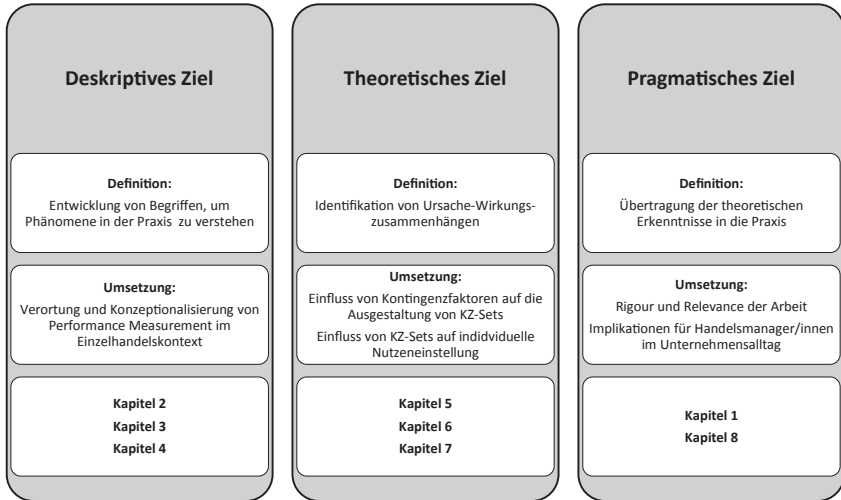 Deskriptives Ziel
Definition:
Entwicklung von Begriffen, um
Phänomene in der Praxis zu verstehen
Umsetzung:
Verortung und Konzeptionalisierung von
Performance Measurement im
Einzelhandelskontext
Kapitel 2
Kapitel 3
Kapitel 4
Theoretisches Ziel
Definition:
Identifikation von Ursache-Wirkungs-
zusammenhängen
Umsetzung:
Einfluss von Kontingenzfaktoren auf die
Ausgestaltung von KZ-Sets
Einfluss von KZ-Sets auf indidviduelle
Nutzeneinstellung
Kapitel 5
Kapitel 6
Kapitel 7
Pragmatisches Ziel
Definition:
Übertragung der theoretischen
Erkenntnisse in die Praxis
Umsetzung:
Rigour und Relevance der Arbeit
Implikationen für Handelsmanager/innen
im Unternehmensalltag
Kapitel 1
Kapitel 8